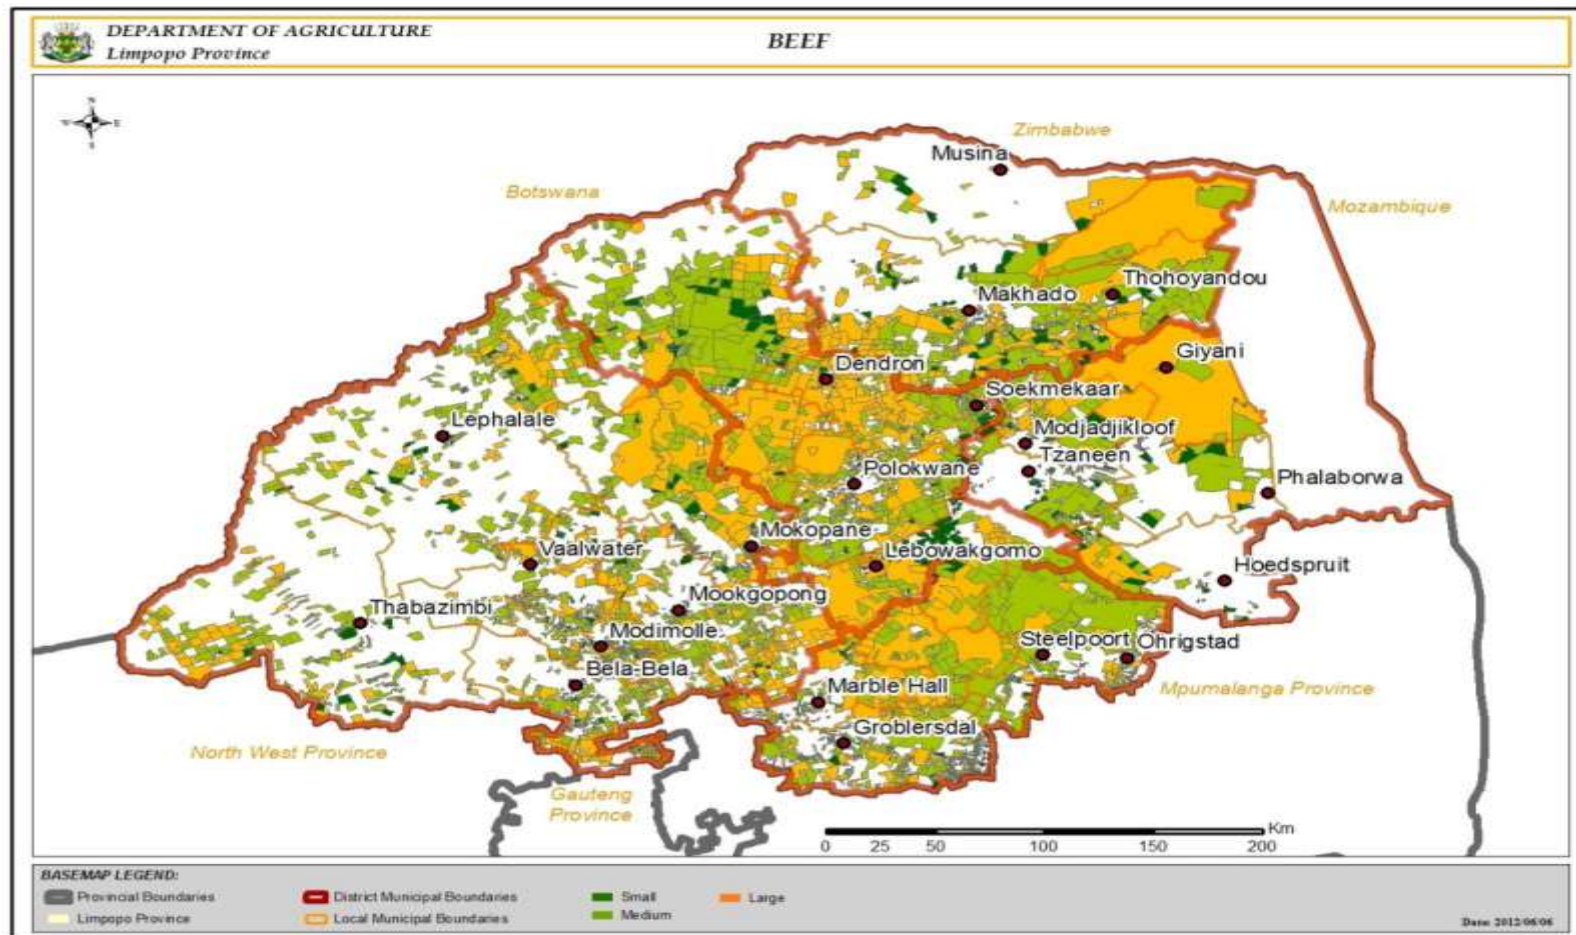 DEPARTMENT OF AGRICULTURE
Limpopo Province
BEEF
N
W E
S
Zimbabwe
Musina
Botswana
Mozambique
Thohoyandou
Makhado
Giyani
Dendron
Soekmekaar
Lephalale
Modjadjikloof
Tzaneen
Polokwane
Phalaborwa
Mokopane
Vaalwater
Lebowakgomo
Hoedspruit
Mookgopong
Thabazimbi
Modimolle
Steelpoort
Ohrigstad
Bela-Bela
Marble Hall
Mpumalanga Province
Groblersdal
North West Province
Gauteng
Province
Km
0 25 50 100 150 200
BASEMAP LEGEND:
Provincial Boundaries
Limpopo Province
District Municipal Boundaries
Local Municipal Boundaries
Small
Medium
Large
Date: 2012/06/06